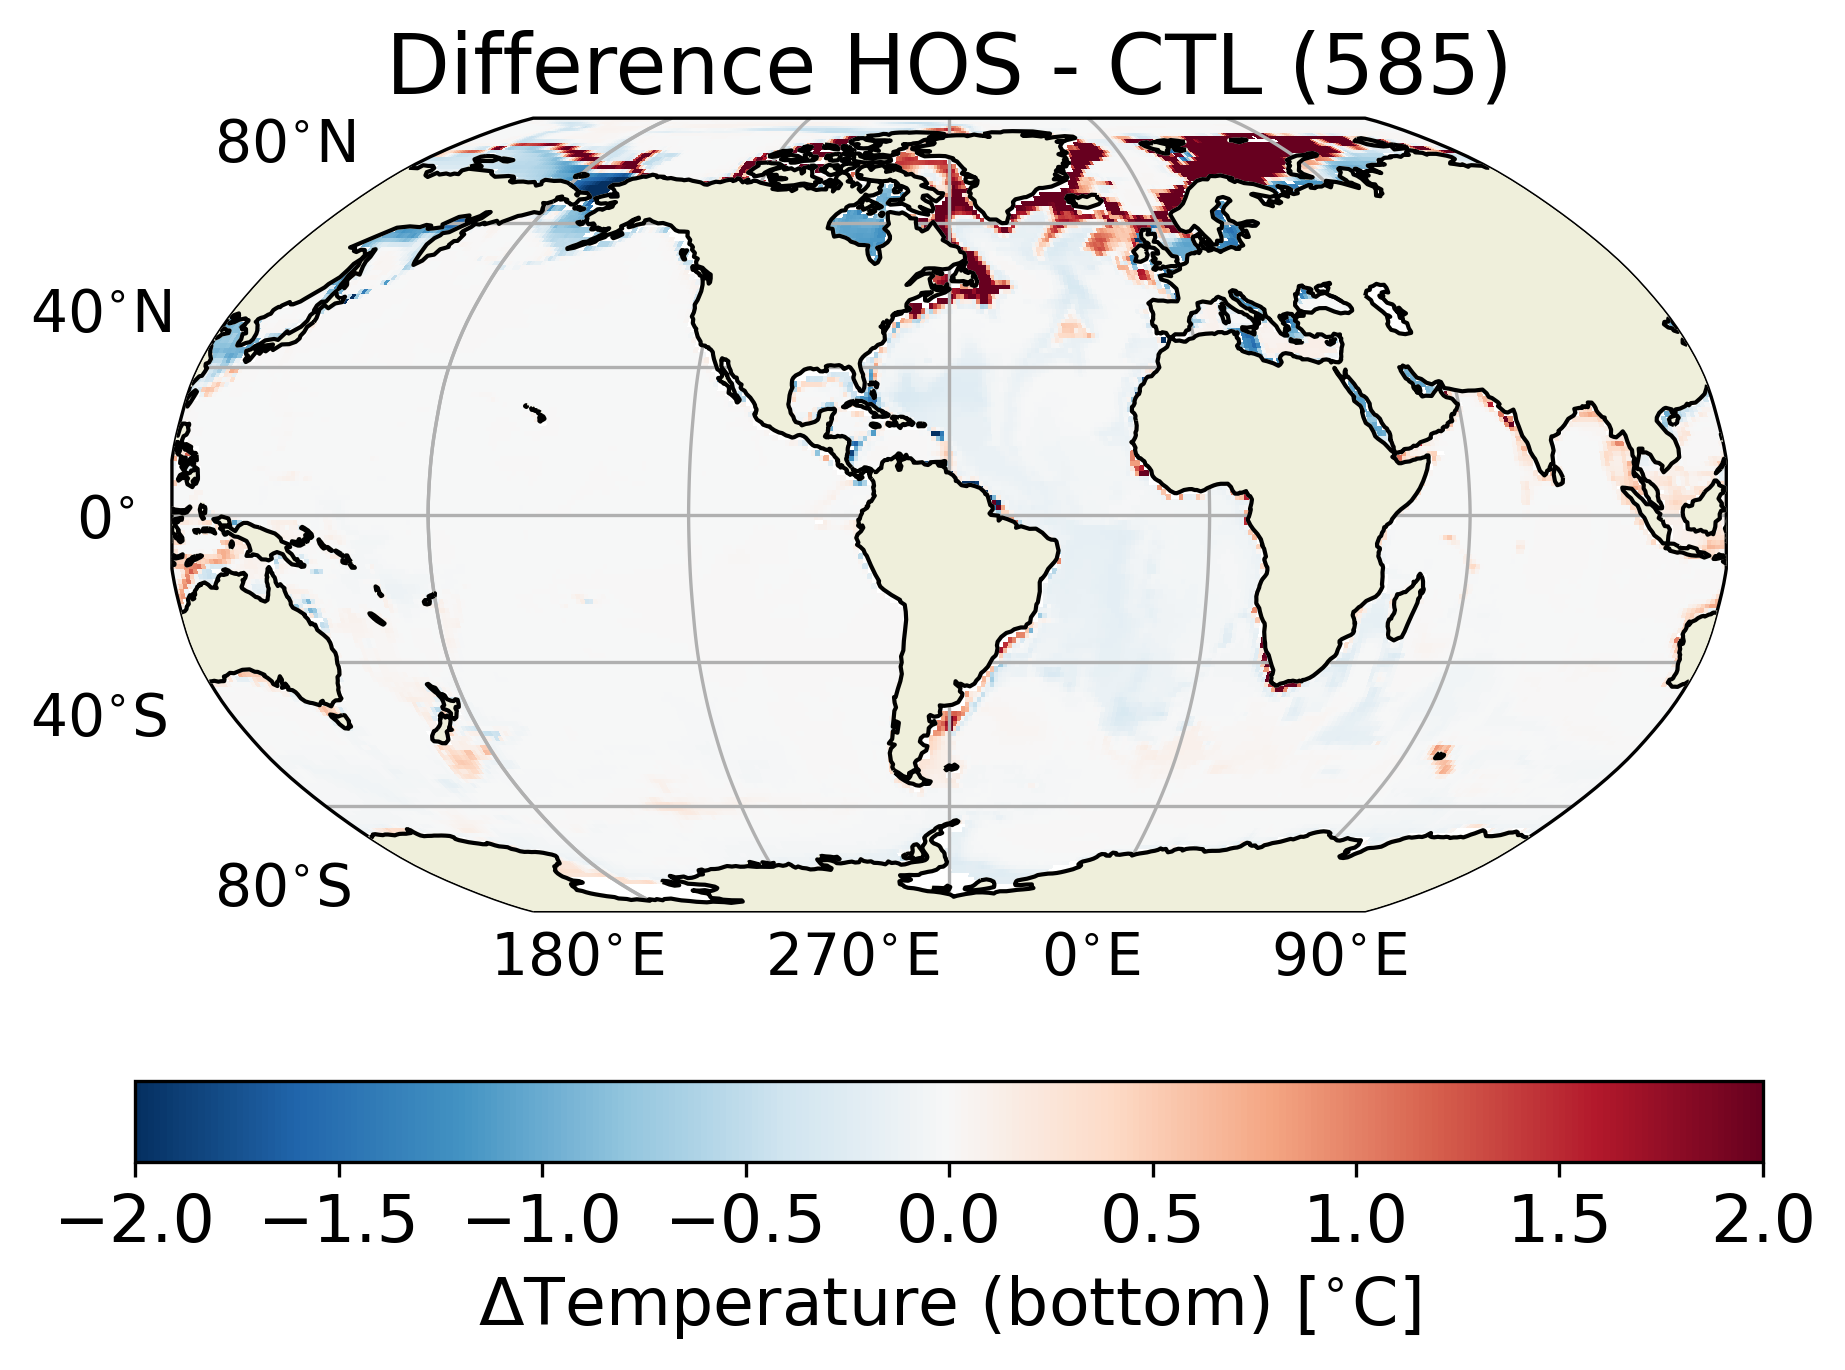 Difference HOS - CTL (585)
80°N
40°N
0°
40°S
80°S
180°E 270°E 0°E 90°E
−2.0 −1.5 −1.0 −0.5 0.0 0.5 1.0 1.5 2.0
ΔTemperature (bottom) [°C]